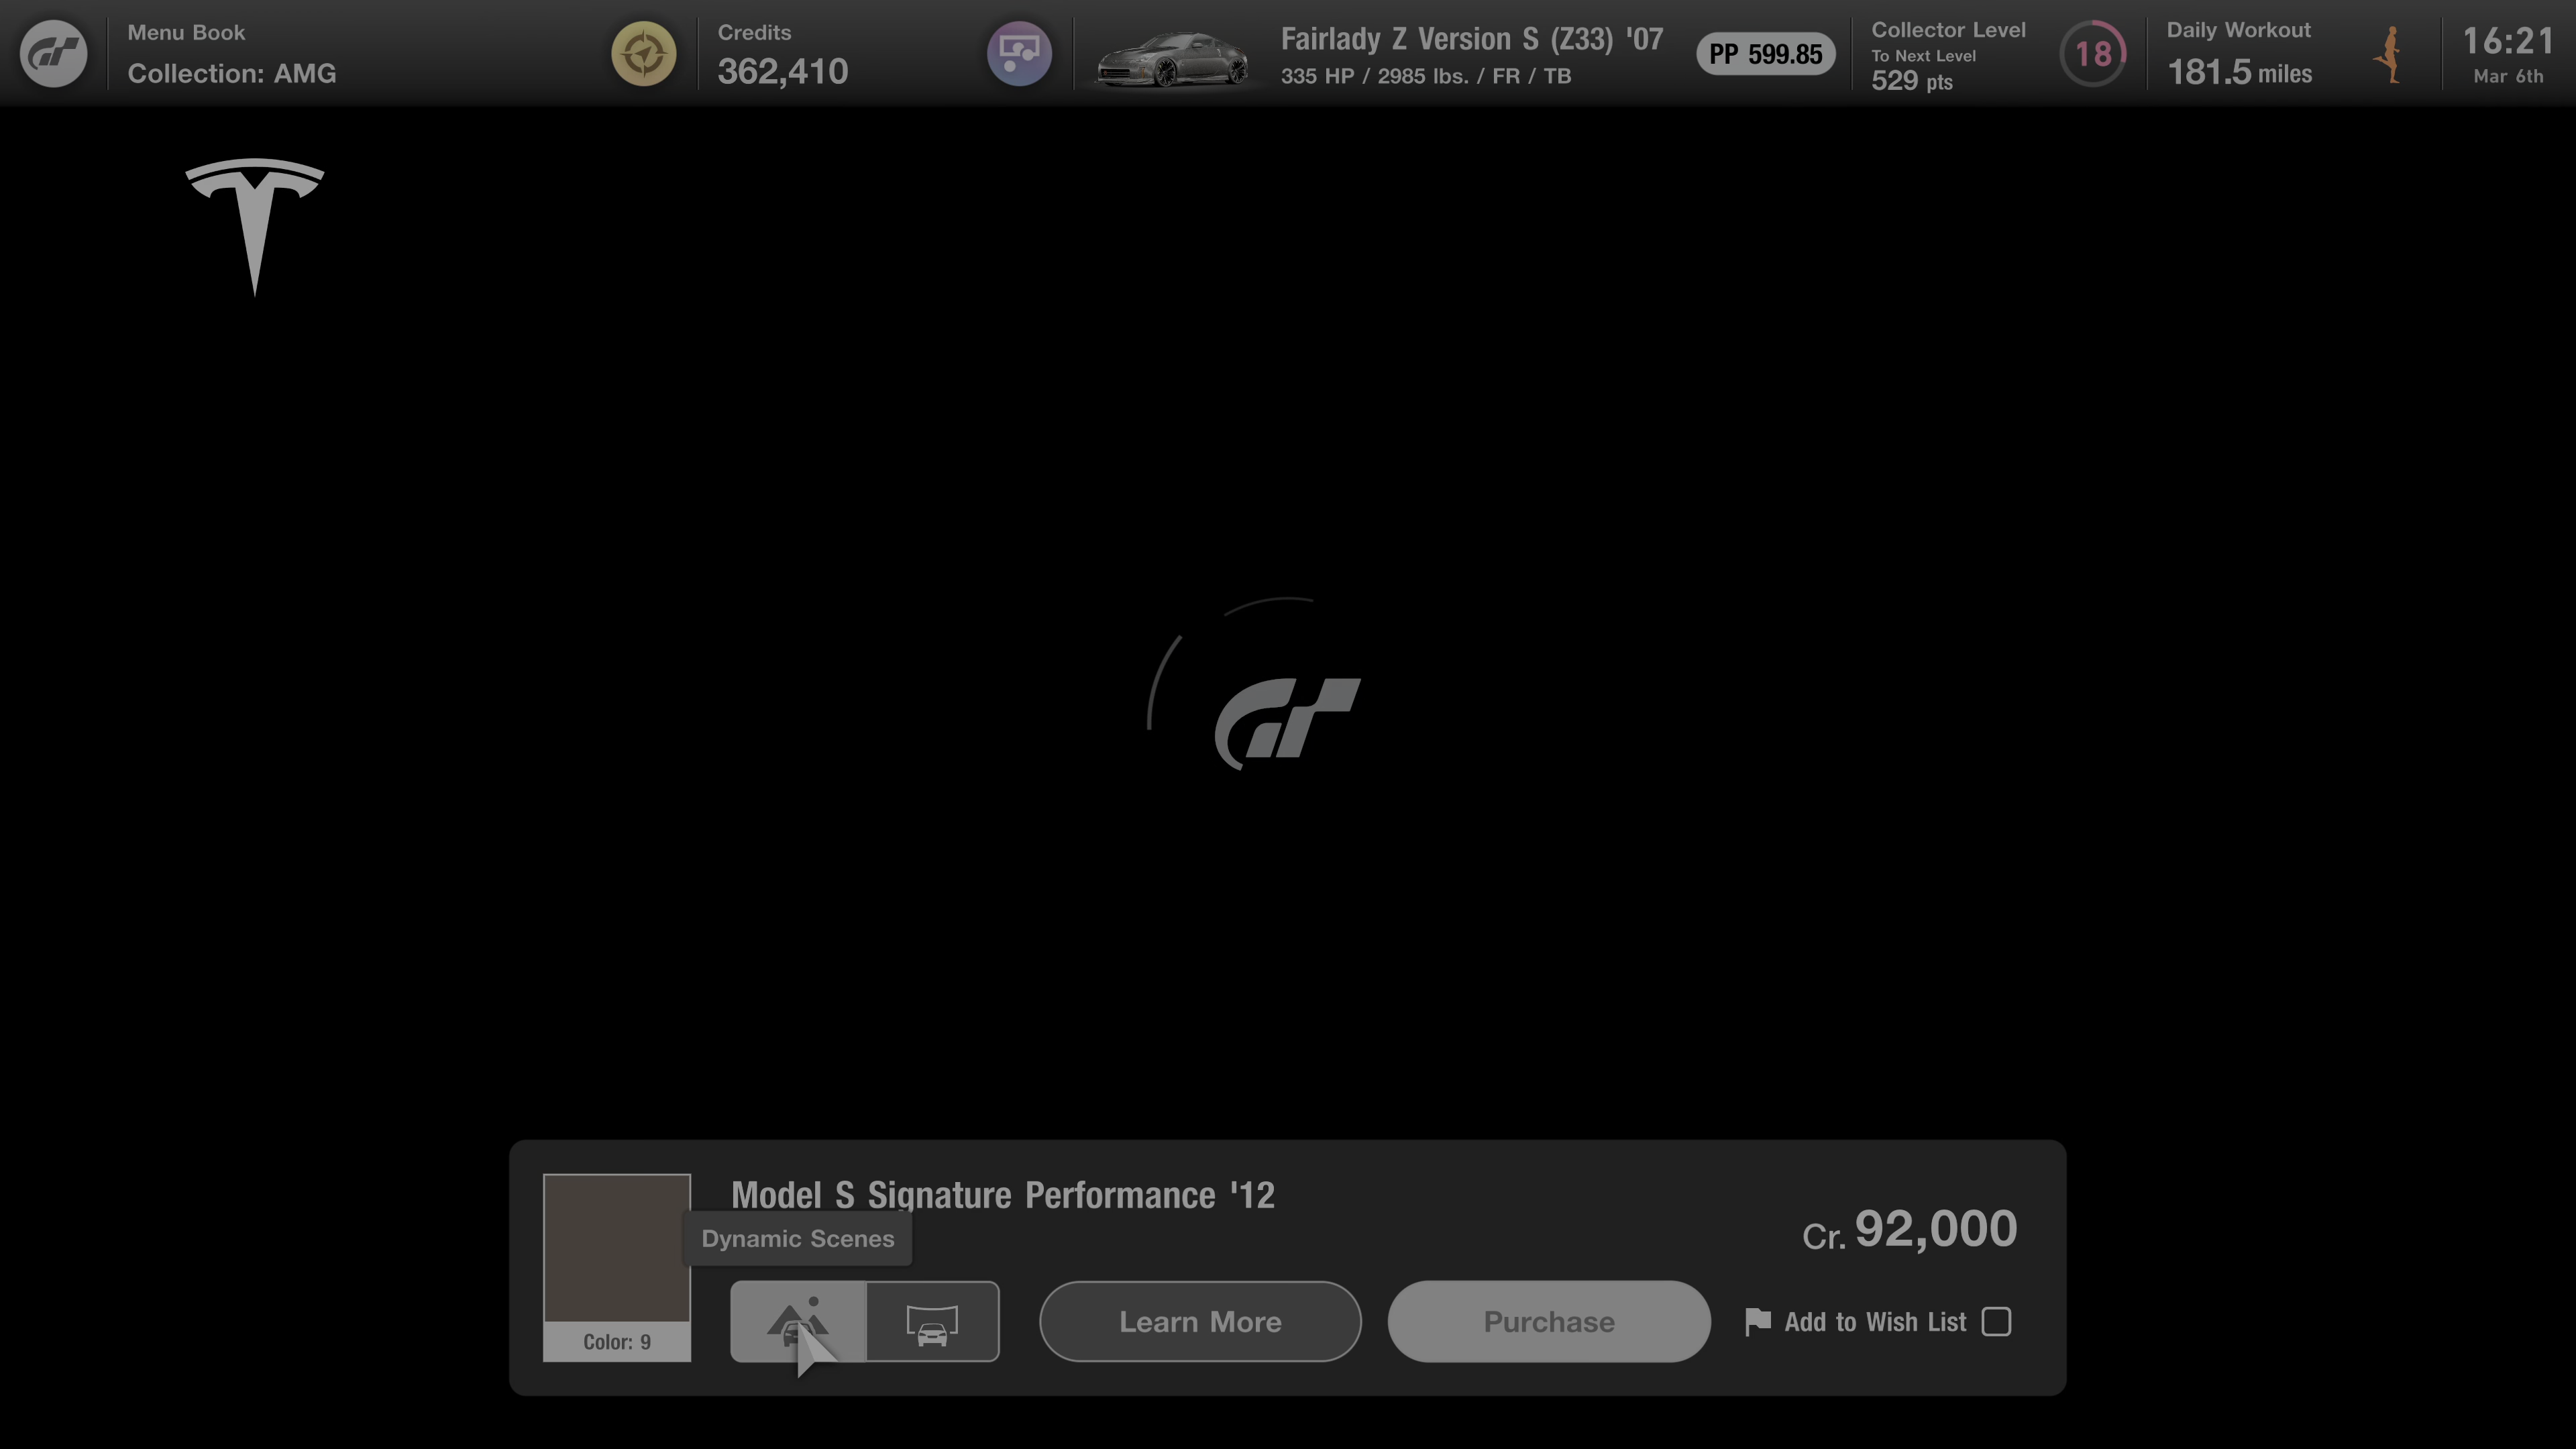 Menu Book
Collection: AMG
Credits
362,410
Fairlady Z Version S (Z33) '07
335 HP / 2985 lbs. / FR / TB
PP 599.85
Collector Level
To Next Level
529 pts
18
Daily Workout
181.5 miles
16:21
Mar 6th
Model S Signature Performance '12
Dynamic Scenes
Cr. 92,000
Color: 9
Learn More
Purchase
Add to Wish List